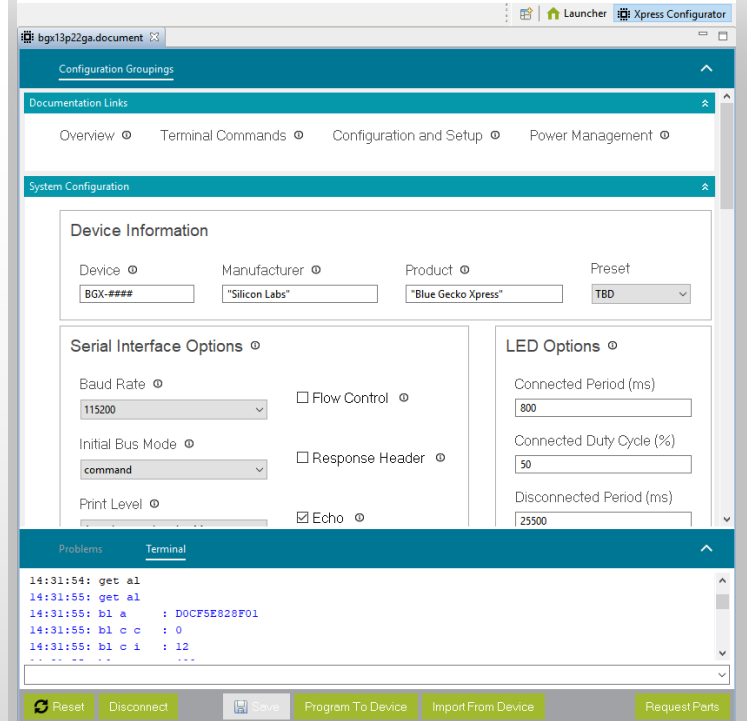 Launcher Xpress Configurator
bgx13p22ga.document
Configuration Groupings
Documentation Links
Overview Terminal Commands Configuration and Setup Power Management
System Configuration
Device Information
Device Manufacturer Product Preset
BGX-#### "Silicon Labs" "Blue Gecko Xpress" TBD
Serial Interface Options LED Options
Baud Rate Flow Control Connected Period (ms)
115200 800
Initial Bus Mode Response Header Connected Duty Cycle (%)
command 50
Print Level Echo Disconnected Period (ms)
25500
Problems Terminal
14:31:54: get al
14:31:55: get al
14:31:55: bl a : D0CF5E828F01
14:31:55: bl c c : 0
14:31:55: bl c i : 12
Reset Disconnect Save Program To Device Import From Device Request Parts